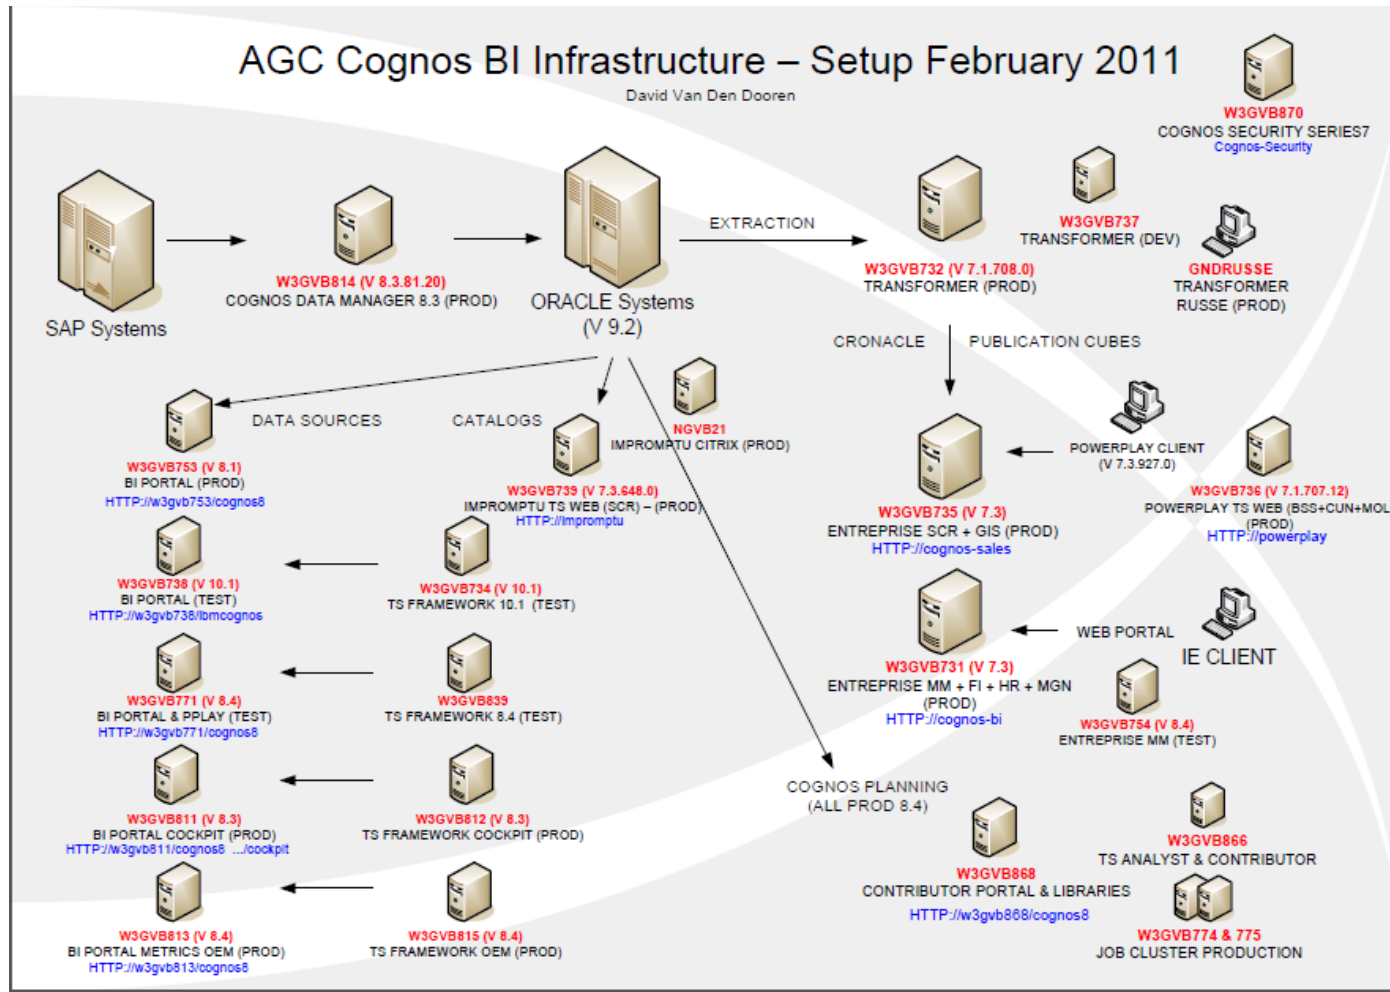 AGC Cognos BI Infrastructure – Setup February 2011
David Van Den Dooren
W3GVB870
COGNOS SECURITY SERIES7
Cognos-Security
SAP Systems
W3GVB814 (V 8.3.81.20)
COGNOS DATA MANAGER 8.3 (PROD)
ORACLE Systems
(V 9.2)
EXTRACTION
W3GVB732 (V 7.1.708.0)
TRANSFORMER (PROD)
W3GVB737
TRANSFORMER (DEV)
GNDRUSSE
TRANSFORMER
RUSSE (PROD)
CRONACLE
PUBLICATION CUBES
DATA SOURCES
CATALOGS
NGVB21
IMPROMPTU CITRIX (PROD)
W3GVB753 (V 8.1)
BI PORTAL (PROD)
HTTP://w3gvb753/cognos8
W3GVB739 (V 7.3.648.0)
IMPROMPTU TS WEB (SCR) – (PROD)
HTTP://Impromptu
POWERPLAY CLIENT
(V 7.3.927.0)
W3GVB735 (V 7.3)
ENTREPRISE SCR + GIS (PROD)
HTTP://cognos-sales
W3GVB736 (V 7.1.707.12)
POWERPLAY TS WEB (BSS+CUN+MOL
(PROD)
HTTP://powerplay
W3GVB738 (V 10.1)
BI PORTAL (TEST)
HTTP://w3gvb738/ibmcognos
W3GVB734 (V 10.1)
TS FRAMEWORK 10.1 (TEST)
WEB PORTAL
IE CLIENT
W3GVB731 (V 7.3)
ENTREPRISE MM + FI + HR + MGN
(PROD)
HTTP://cognos-bi
W3GVB754 (V 8.4)
ENTREPRISE MM (TEST)
W3GVB771 (V 8.4)
BI PORTAL & PPLAY (TEST)
HTTP://w3gvb771/cognos8
W3GVB839
TS FRAMEWORK 8.4 (TEST)
COGNOS PLANNING
(ALL PROD 8.4)
W3GVB811 (V 8.3)
BI PORTAL COCKPIT (PROD)
HTTP://w3gvb811/cognos8 .../cockpit
W3GVB812 (V 8.3)
TS FRAMEWORK COCKPIT (PROD)
W3GVB868
CONTRIBUTOR PORTAL & LIBRARIES
HTTP://w3gvb868/cognos8
W3GVB866
TS ANALYST & CONTRIBUTOR
W3GVB774 & 775
JOB CLUSTER PRODUCTION
W3GVB813 (V 8.4)
BI PORTAL METRICS OEM (PROD)
HTTP://w3gvb813/cognos8
W3GVB815 (V 8.4)
TS FRAMEWORK OEM (PROD)